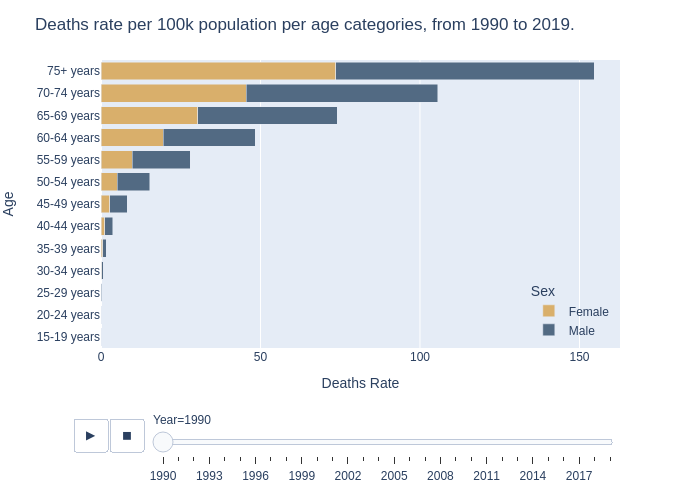 Deaths rate per 100k population per age categories, from 1990 to 2019.
75+ years
70-74 years
65-69 years
60-64 years
55-59 years
50-54 years
45-49 years
40-44 years
35-39 years
30-34 years
25-29 years
20-24 years
15-19 years
Age
Sex
Female
Male
0 50 100 150
Deaths Rate
Year=1990
1990 1993 1996 1999 2002 2005 2008 2011 2014 2017